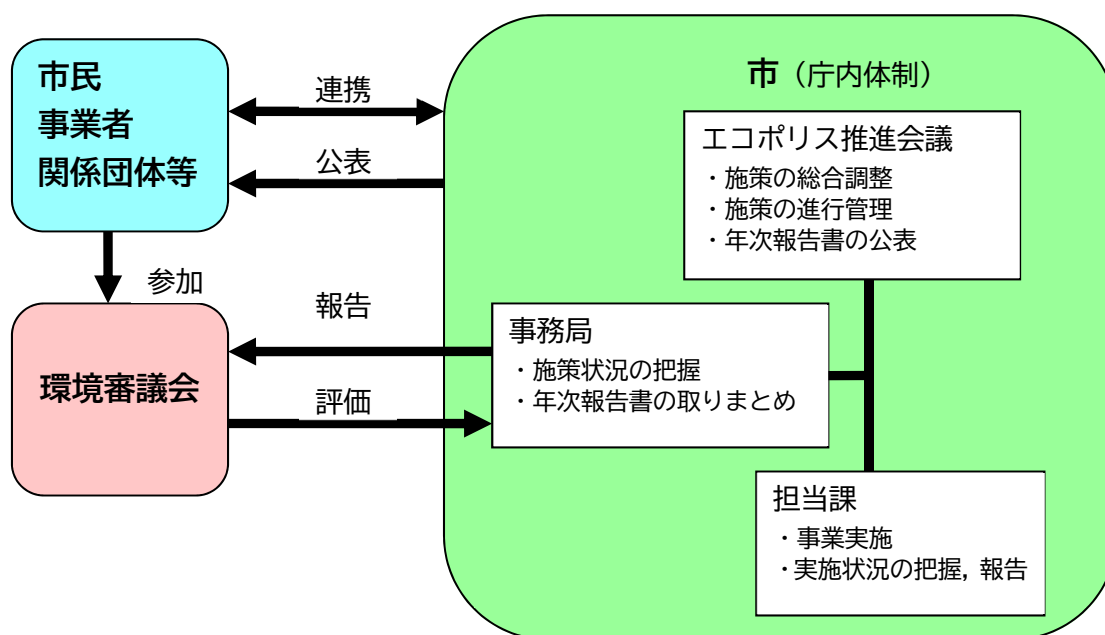 市民
事業者
関係団体等
連携
公表
参加
環境審議会
報告
評価
市（庁内体制）
エコポリス推進会議
・施策の総合調整
・施策の進行管理
・年次報告書の公表
事務局
・施策状況の把握
・年次報告書の取りまとめ
担当課
・事業実施
・実施状況の把握，報告